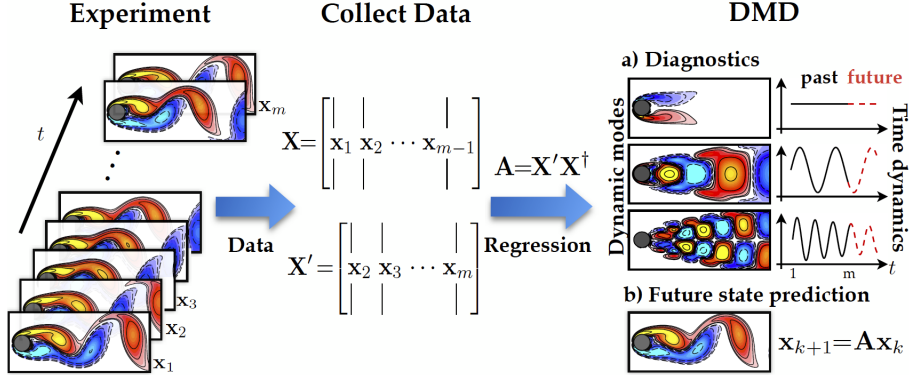 Experiment
Collect Data
DMD
t
x_m
x_3
x_2
x_1
Data
X = [ x_1 x_2 ⋯ x_{m−1} ]
X' = [ x_2 x_3 ⋯ x_m ]
A=X'X†
Regression
a) Diagnostics
Dynamic modes
past future
Time dynamics
1 m t
b) Future state prediction
x_{k+1}=Ax_k